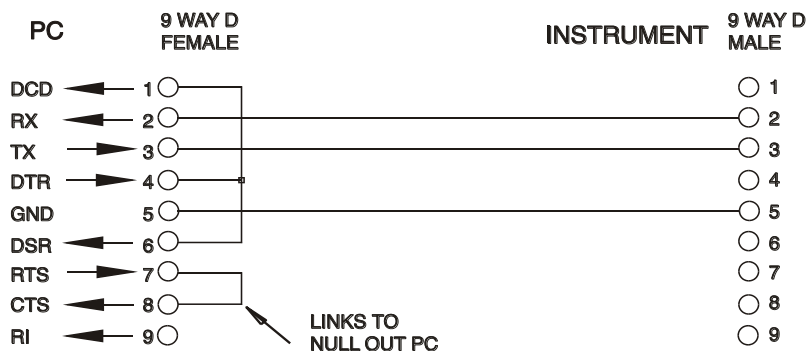 PC
9 WAY D
FEMALE
INSTRUMENT
9 WAY D
MALE
DCD 1 1
RX 2 2
TX 3 3
DTR 4 4
GND 5 5
DSR 6 6
RTS 7 7
CTS 8 8
RI 9 9
LINKS TO
NULL OUT PC